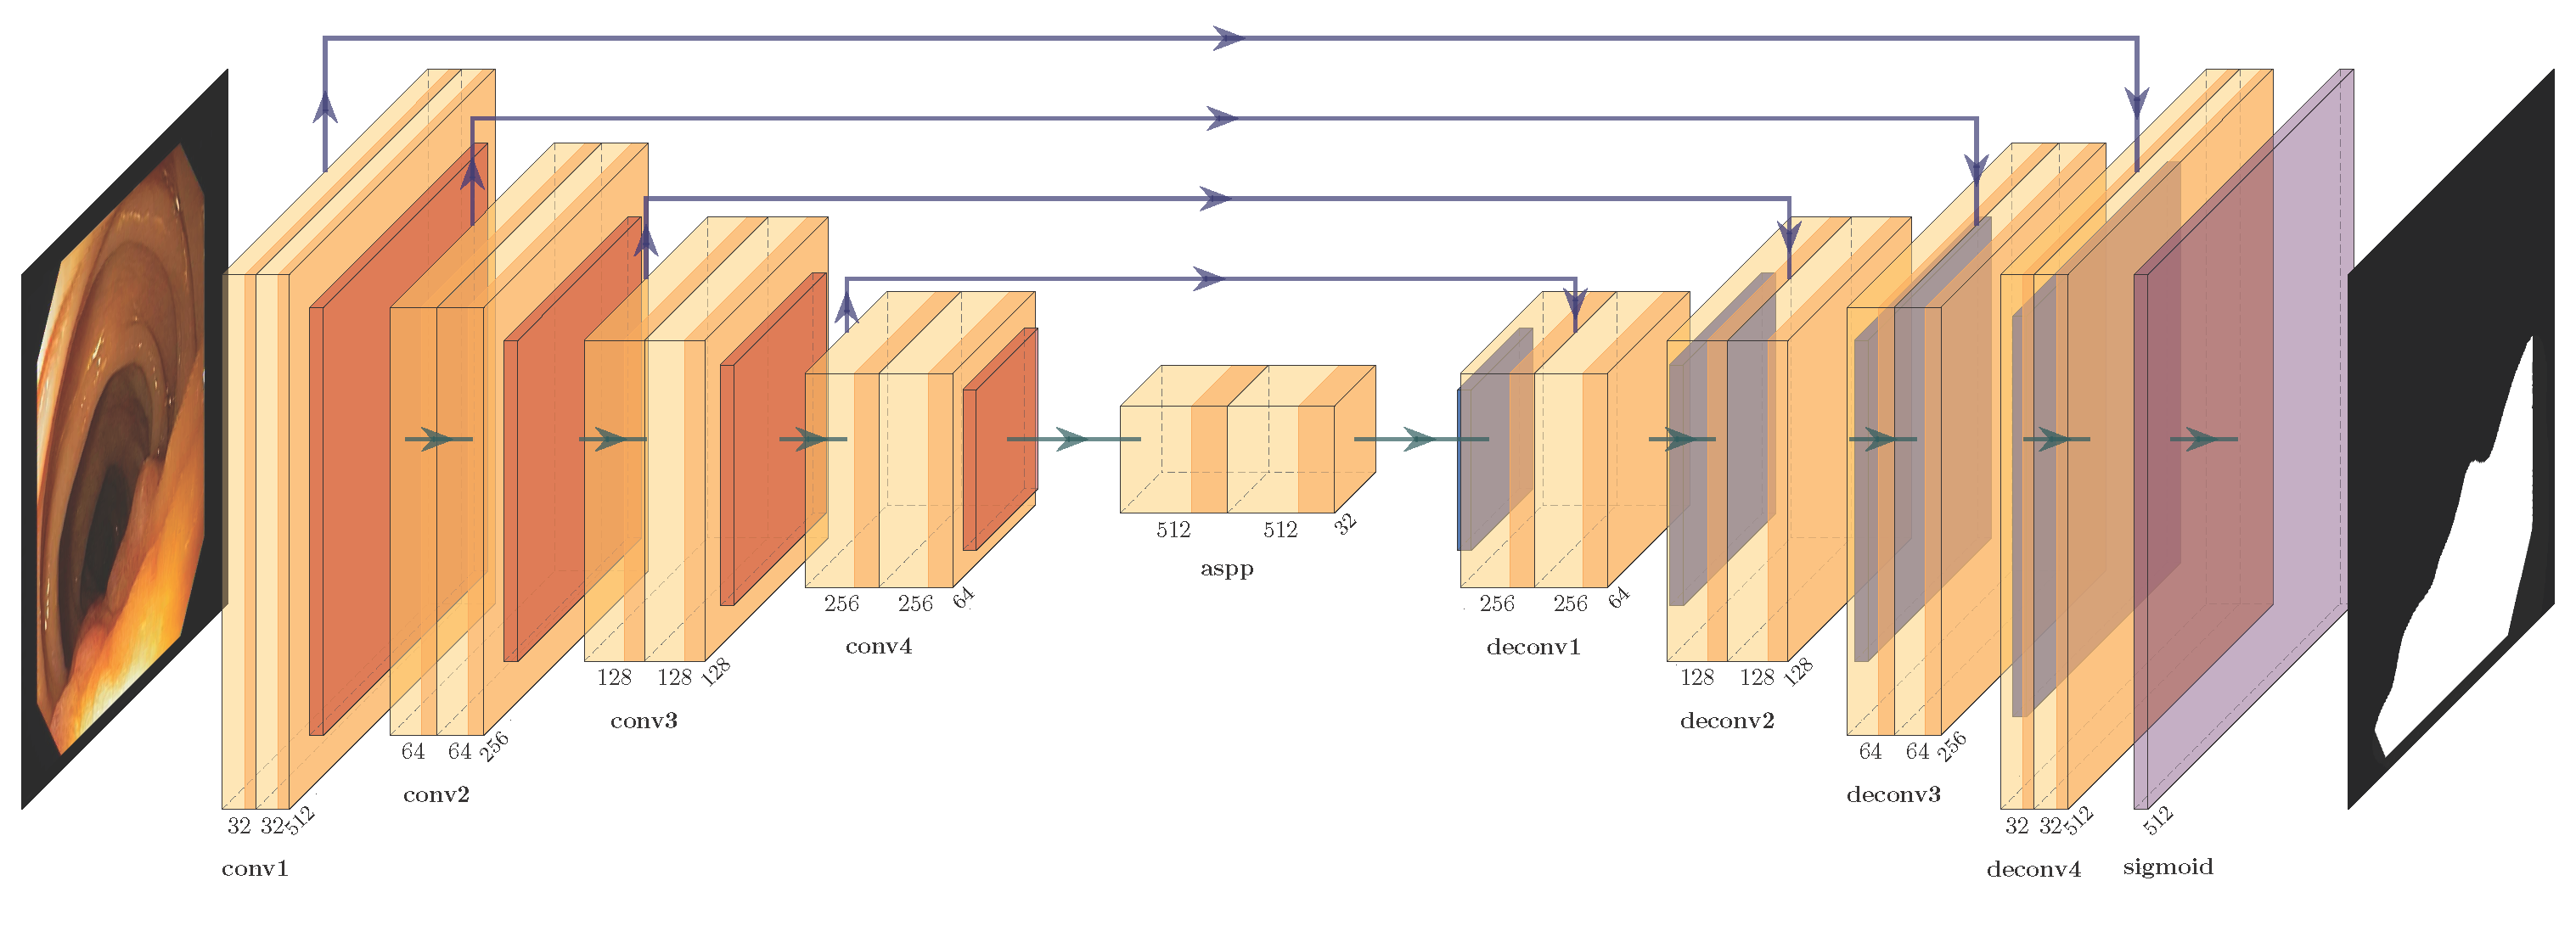 32 32 512
conv1
64 64 256
conv2
128 128 128
conv3
256 256 64
conv4
512 512 32
aspp
256 256 64
deconv1
128 128 128
deconv2
64 64 256
deconv3
32 32 512
deconv4
512
sigmoid